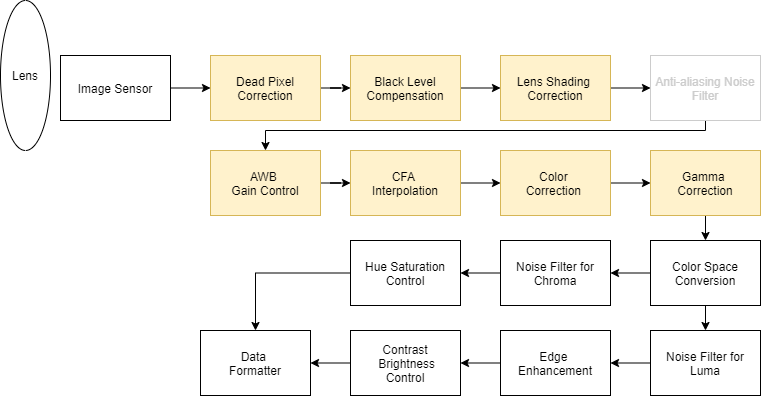 Lens
Image Sensor
Dead Pixel
Correction
Black Level
Compensation
Lens Shading
Correction
Anti-aliasing Noise
Filter
AWB
Gain Control
CFA
Interpolation
Color
Correction
Gamma
Correction
Hue Saturation
Control
Noise Filter for
Chroma
Color Space
Conversion
Data
Formatter
Contrast
Brightness
Control
Edge
Enhancement
Noise Filter for
Luma